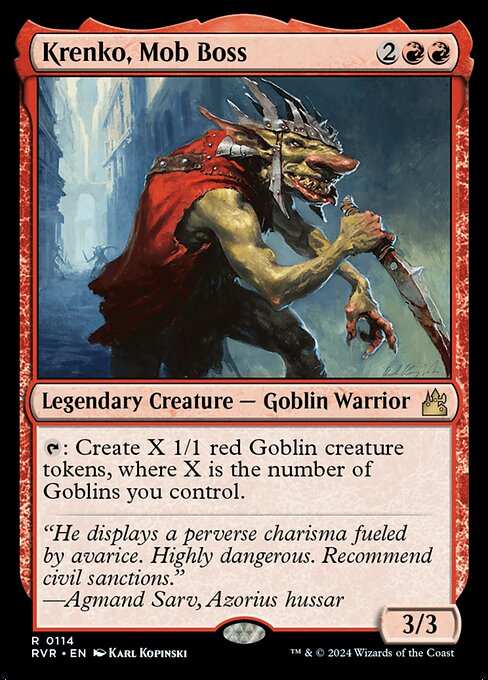 Krenko, Mob Boss 2
Legendary Creature — Goblin Warrior
: Create X 1/1 red Goblin creature
tokens, where X is the number of
Goblins you control.
“He displays a perverse charisma fueled
by avarice. Highly dangerous. Recommend
civil sanctions.”
—Agmand Sarv, Azorius hussar
3/3
R 0114
RVR • EN Karl Kopinski
™ & © 2024 Wizards of the Coast